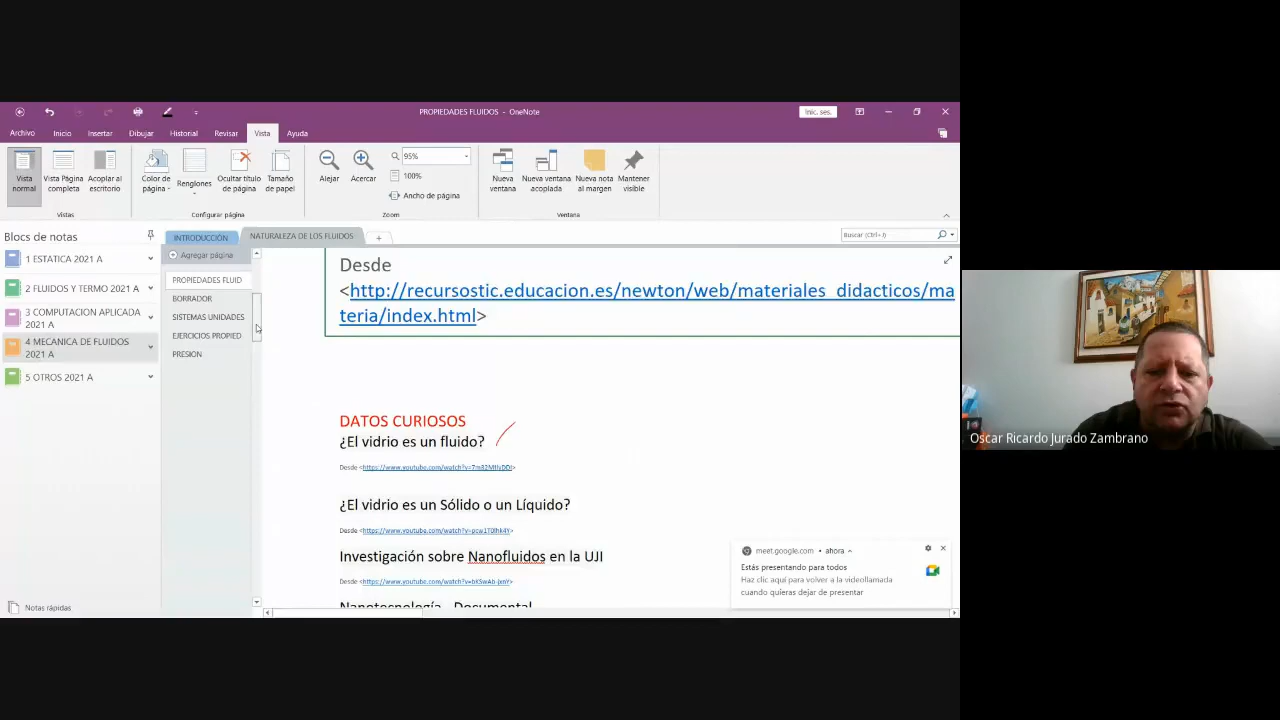 PROPIEDADES FLUIDOS - OneNote
Inic. ses.
Archivo Inicio Insertar Dibujar Historial Revisar Vista Ayuda
Vista normal
Vista Página completa
Acoplar al escritorio
Color de página
Renglones
Ocultar título de página
Tamaño de papel
Alejar
Acercar
95%
100%
Ancho de página
Nueva ventana
Nueva ventana acoplada
Nueva nota al margen
Mantener visible
Vistas
Configurar página
Zoom
Ventana
Blocs de notas
INTRODUCCIÓN
NATURALEZA DE LOS FLUIDOS
+
Buscar (Ctrl+J)
1 ESTATICA 2021 A
2 FLUIDOS Y TERMO 2021 A
3 COMPUTACION APLICADA 2021 A
4 MECANICA DE FLUIDOS 2021 A
5 OTROS 2021 A
Notas rápidas
Agregar página
PROPIEDADES FLUID
BORRADOR
SISTEMAS UNIDADES
EJERCICIOS PROPIED
PRESION
Desde
<http://recursostic.educacion.es/newton/web/materiales_didacticos/ma
teria/index.html>
DATOS CURIOSOS
¿El vidrio es un fluido?
Desde
¿El vidrio es un Sólido o un Líquido?
Desde
Investigación sobre Nanofluidos en la UJI
Desde
Nanotecnología - Documental
meet.google.com • ahora
Estás presentando para todos
Haz clic aquí para volver a la videollamada
cuando quieras dejar de presentar
Oscar Ricardo Jurado Zambrano